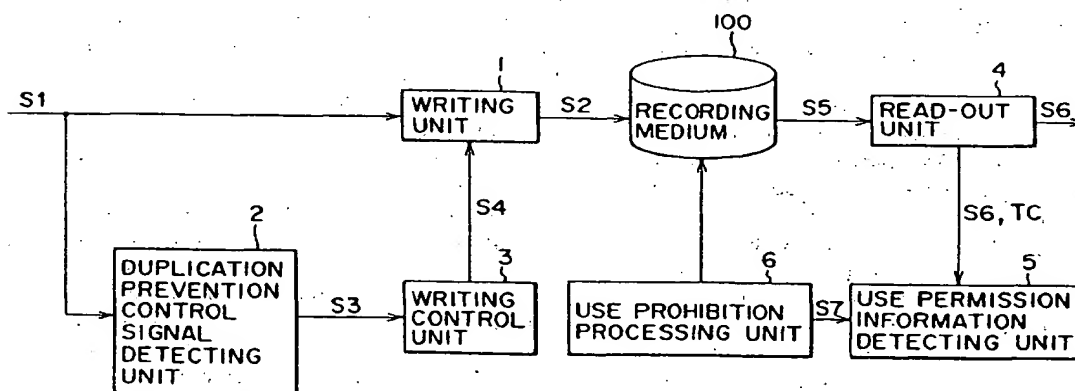 100
1
4
S1
WRITING
UNIT
S2
RECORDING
MEDIUM
S5
READ-OUT
UNIT
S6
S4
S6, TC
2
DUPLICATION
PREVENTION
CONTROL
SIGNAL
DETECTING
UNIT
S3
3
WRITING
CONTROL
UNIT
6
USE PROHIBITION
PROCESSING UNIT
S7
5
USE PERMISSION
INFORMATION
DETECTING UNIT